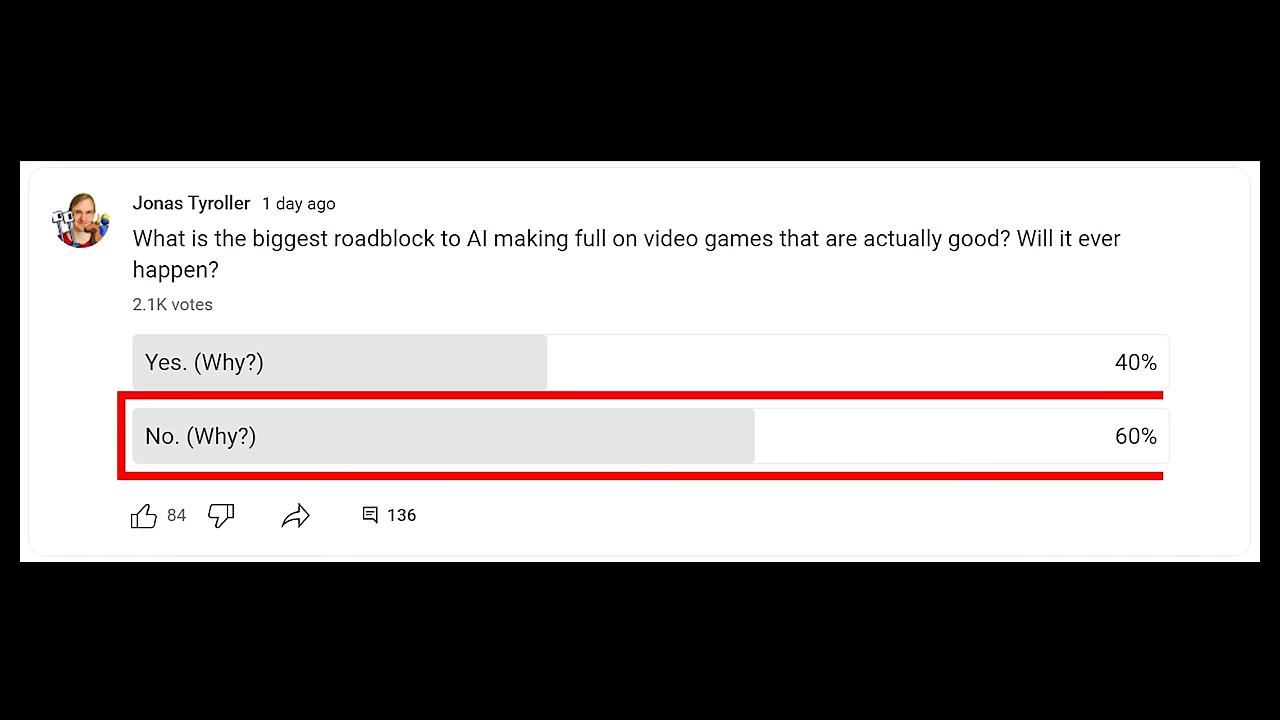 Jonas Tyroller 1 day ago
What is the biggest roadblock to AI making full on video games that are actually good? Will it ever
happen?
2.1K votes
Yes. (Why?) 40%
No. (Why?) 60%
84 136